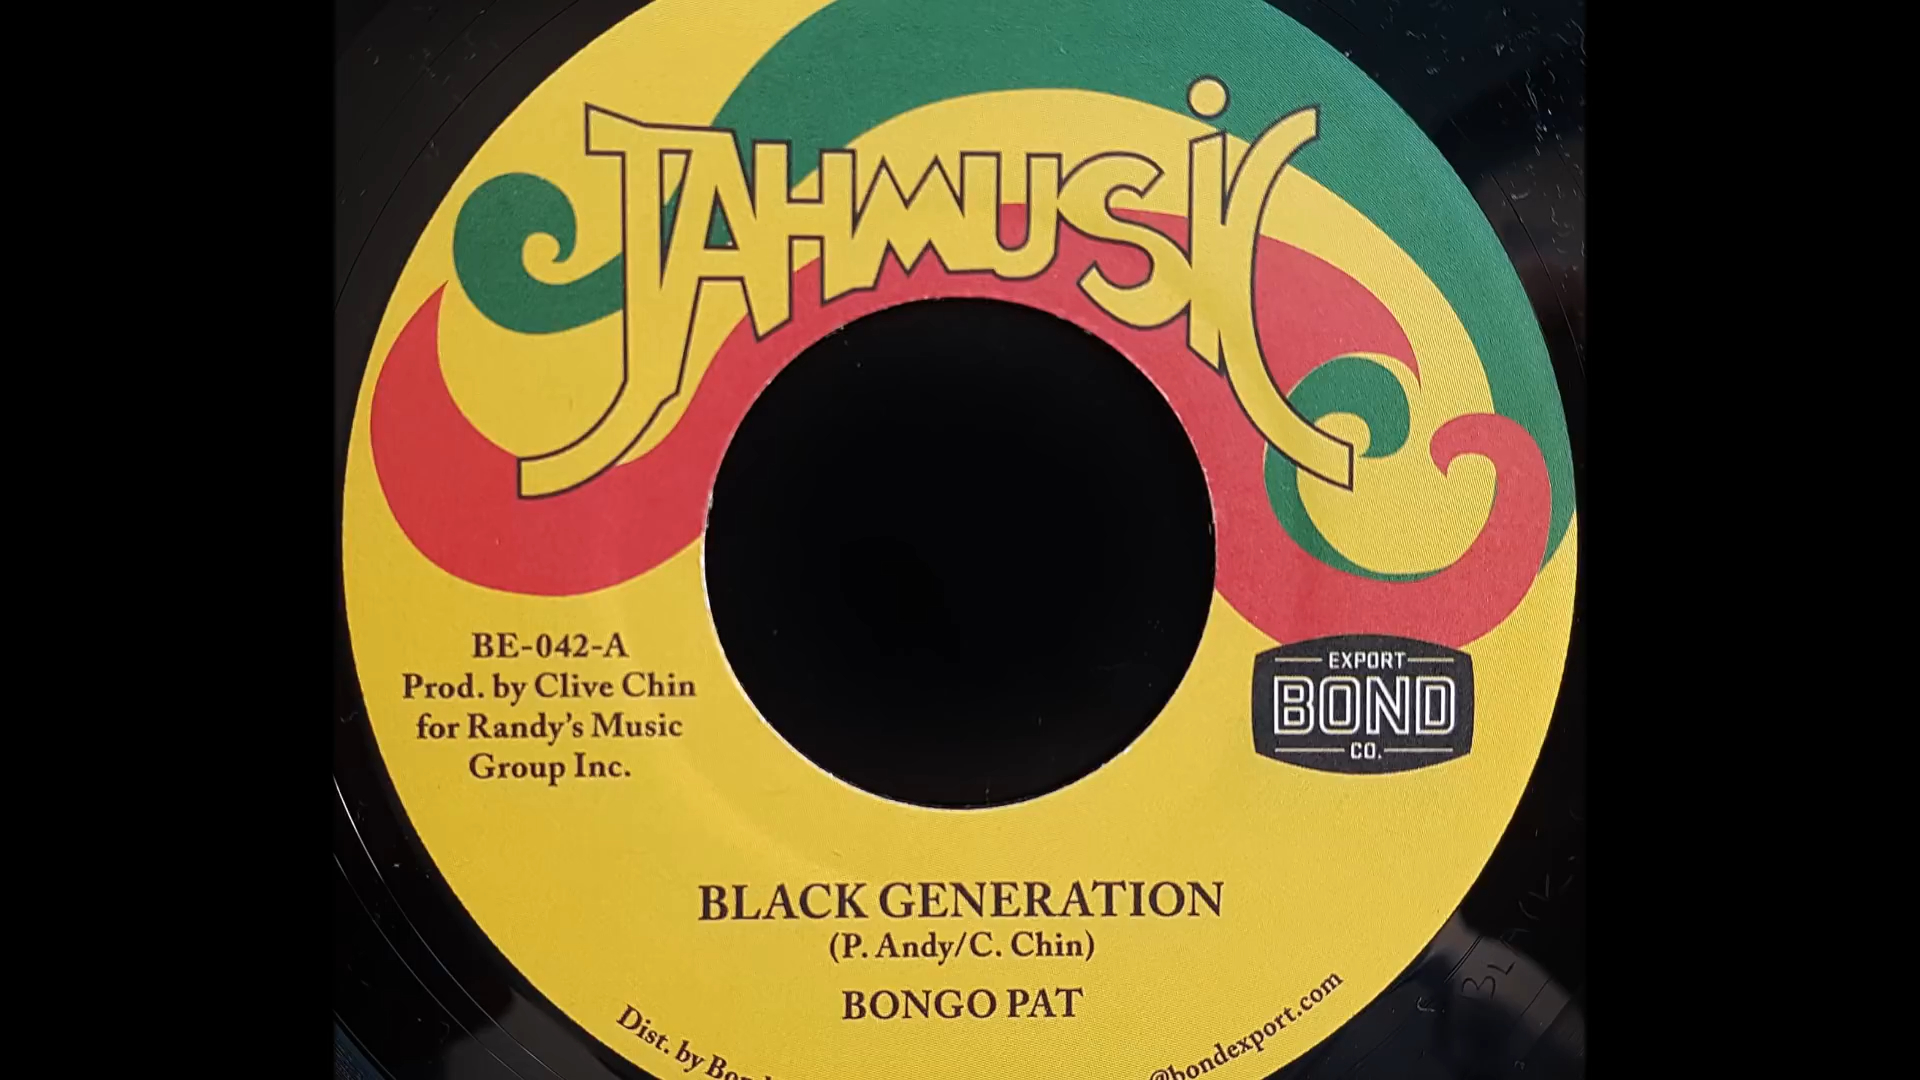 JAHMUSiC
BE-042-A
Prod. by Clive Chin
for Randy's Music
Group Inc.
EXPORT
BOND
CO.
BLACK GENERATION
(P. Andy/C. Chin)
BONGO PAT
Dist. by
@bondexport.com